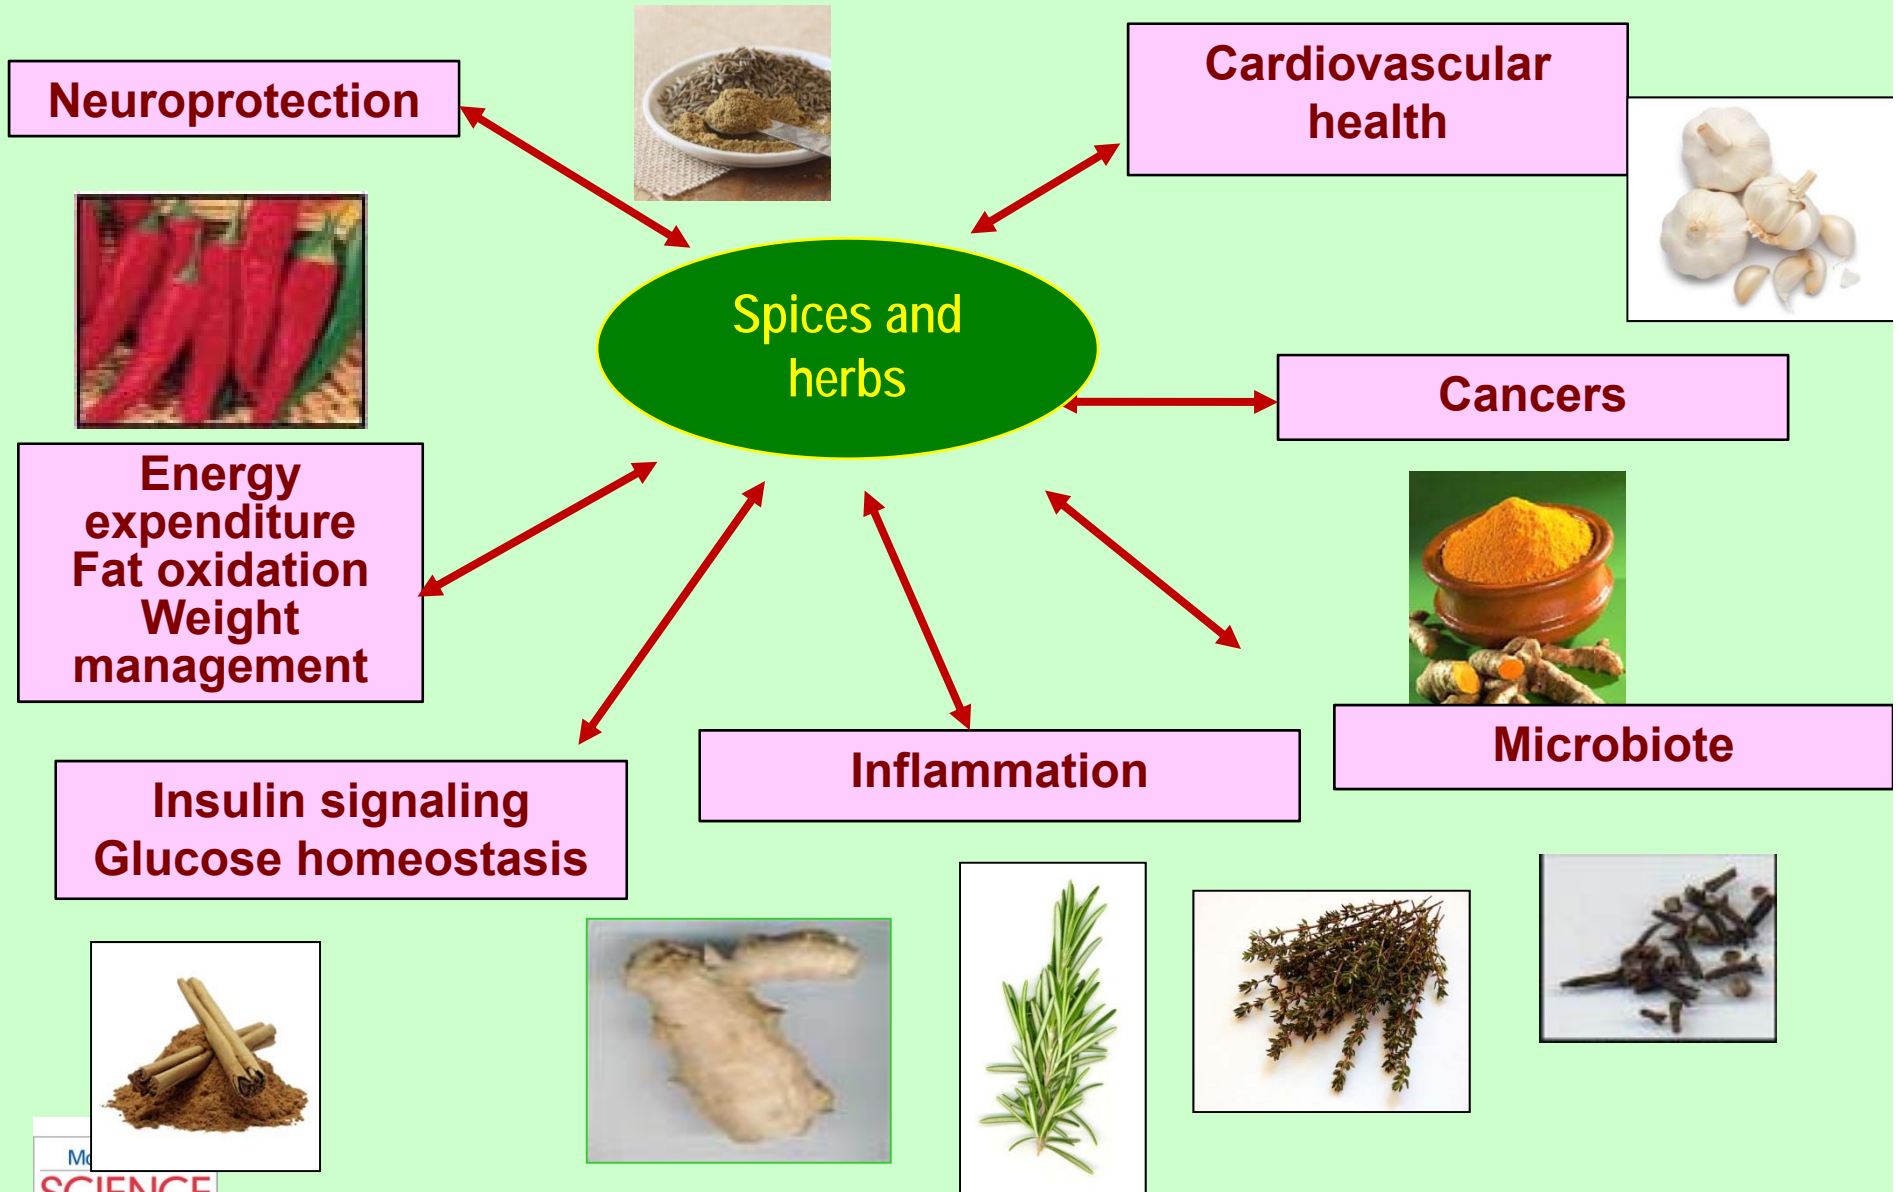 Neuroprotection
Cardiovascular
health
Spices and
herbs
Cancers
Energy
expenditure
Fat oxidation
Weight
management
Microbiote
Inflammation
Insulin signaling
Glucose homeostasis
SCIENCE